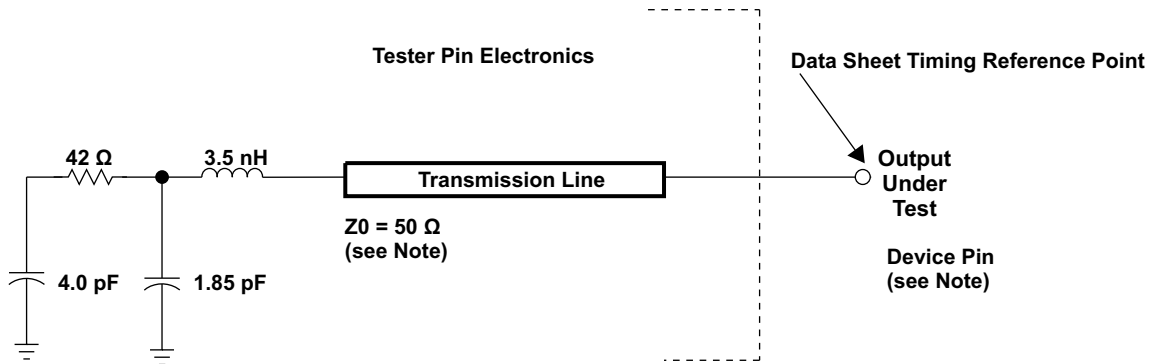 Tester Pin Electronics
Data Sheet Timing Reference Point
42 Ω
3.5 nH
Transmission Line
Output
Under
Test
Z0 = 50 Ω
(see Note)
Device Pin
(see Note)
4.0 pF
1.85 pF